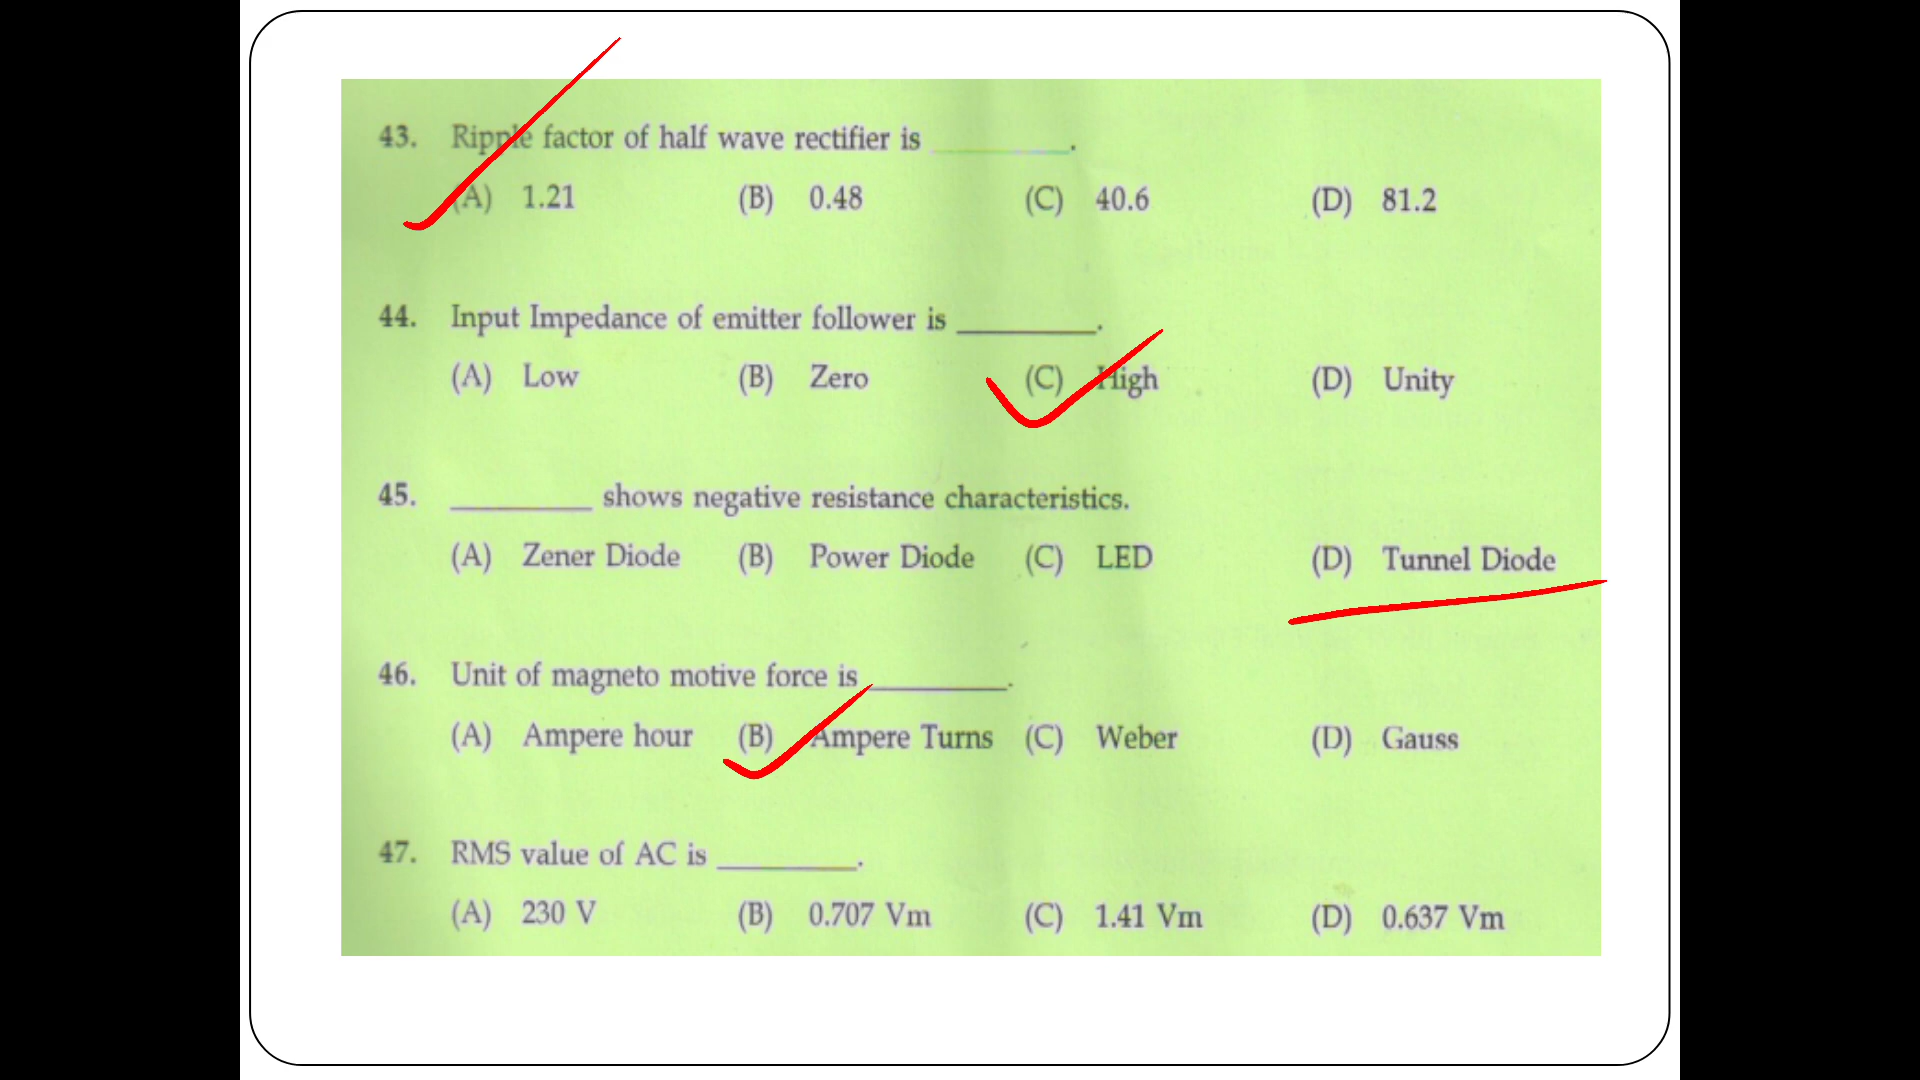 43. Ripple factor of half wave rectifier is ________.
(A) 1.21 (B) 0.48 (C) 40.6 (D) 81.2
44. Input Impedance of emitter follower is ________.
(A) Low (B) Zero (C) High (D) Unity
45. ________ shows negative resistance characteristics.
(A) Zener Diode (B) Power Diode (C) LED (D) Tunnel Diode
46. Unit of magneto motive force is ________.
(A) Ampere hour (B) Ampere Turns (C) Weber (D) Gauss
47. RMS value of AC is ________.
(A) 230 V (B) 0.707 Vm (C) 1.41 Vm (D) 0.637 Vm